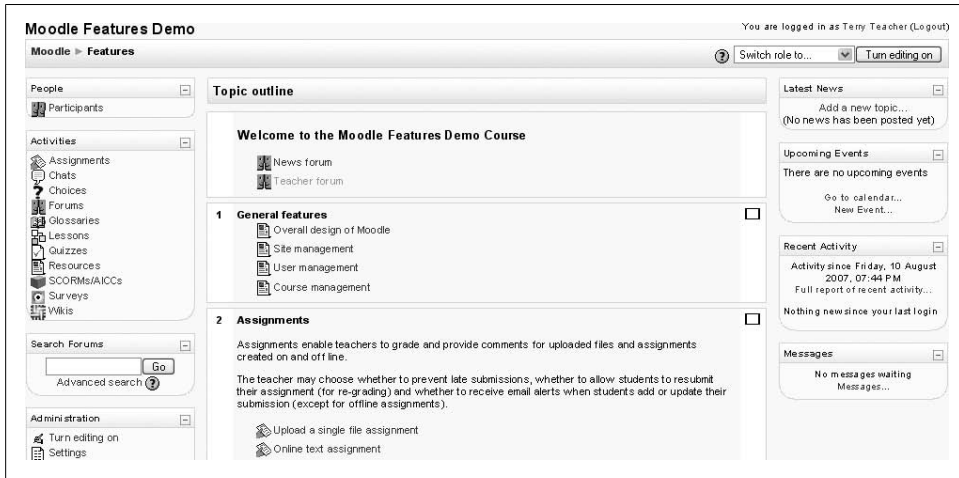 Moodle Features Demo
You are logged in as Terry Teacher (Logout)
Moodle ► Features
Switch role to...
Turn editing on
People
Participants
Activities
Assignments
Chats
Choices
Forums
Glossaries
Lessons
Quizzes
Resources
SCORMs/AICCs
Surveys
Wikis
Search Forums
Go
Advanced search
Administration
Turn editing on
Settings
Topic outline
Welcome to the Moodle Features Demo Course
News forum
Teacher forum
1 General features
Overall design of Moodle
Site management
User management
Course management
2 Assignments
Assignments enable teachers to grade and provide comments for uploaded files and assignments
created on and off line.
The teacher may choose whether to prevent late submissions, whether to allow students to resubmit
their assignment (for re-grading) and whether to receive email alerts when students add or update their
submission (except for offline assignments).
Upload a single file assignment
Online text assignment
Latest News
Add a new topic...
(No news has been posted yet)
Upcoming Events
There are no upcoming events
Go to calendar...
New Event...
Recent Activity
Activity since Friday, 10 August
2007, 07:44 PM
Full report of recent activity...
Nothing new since your last login
Messages
No messages waiting
Messages...